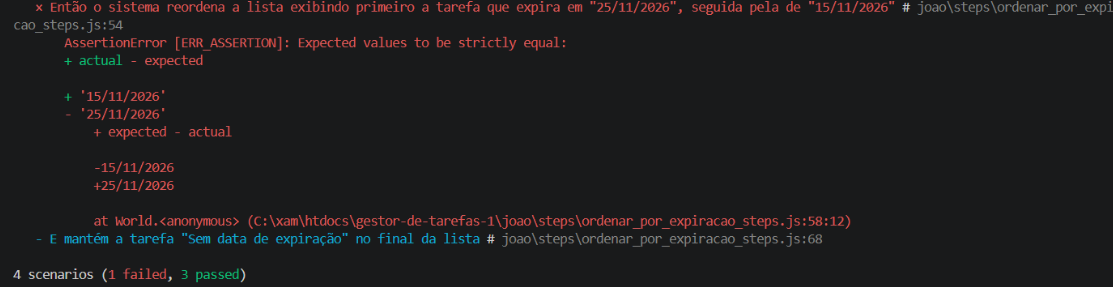 × Então o sistema reordena a lista exibindo primeiro a tarefa que expira em "25/11/2026", seguida pela de "15/11/2026" # joao\steps\ordenar_por_expira
cao_steps.js:54
AssertionError [ERR_ASSERTION]: Expected values to be strictly equal:
+ actual - expected
+ '15/11/2026'
- '25/11/2026'
+ expected - actual
-15/11/2026
+25/11/2026
at World.<anonymous> (C:\xam\htdocs\gestor-de-tarefas-1\joao\steps\ordenar_por_expiracao_steps.js:58:12)
- E mantém a tarefa "Sem data de expiração" no final da lista # joao\steps\ordenar_por_expiracao_steps.js:68
4 scenarios (1 failed, 3 passed)